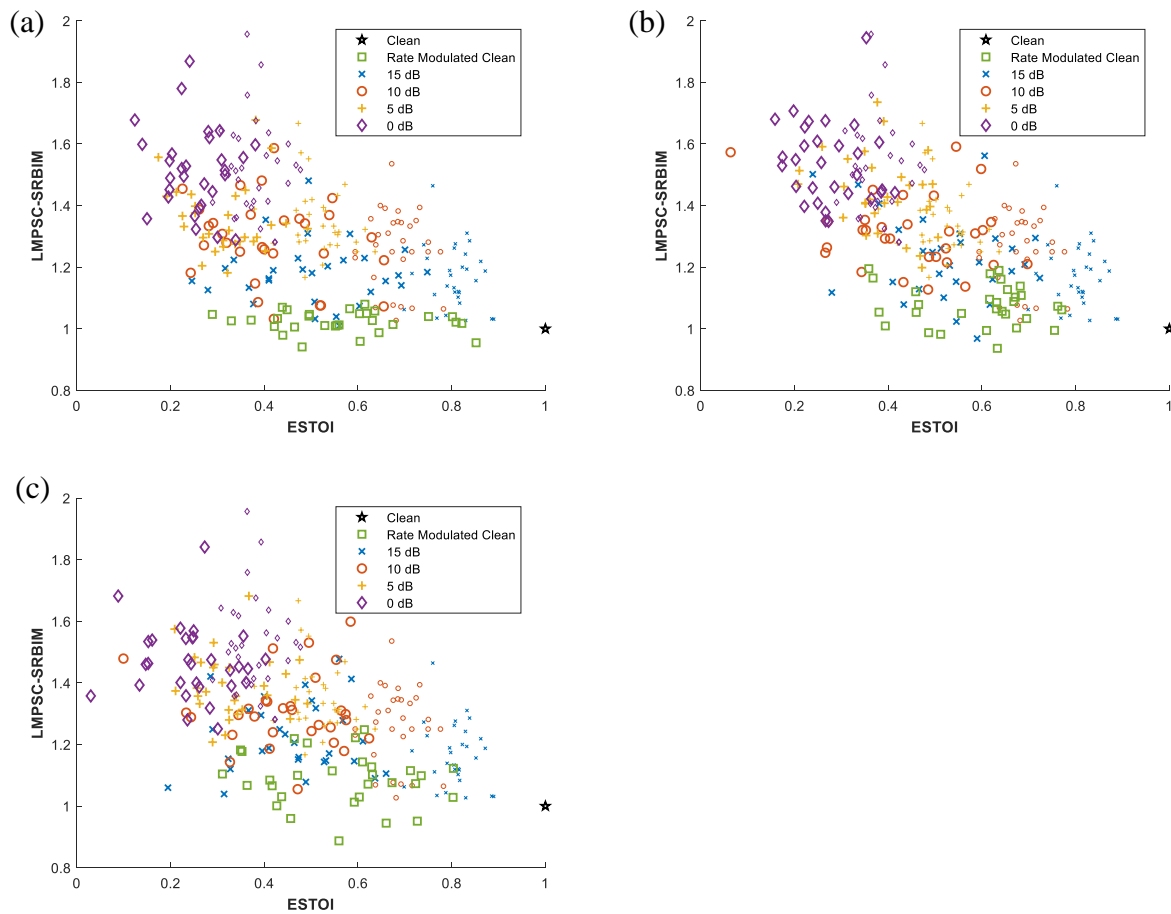 (a)
2
1.8
1.6
1.4
1.2
1
0.8
LMPSC-SRBIM
0 0.2 0.4 0.6 0.8 1
ESTOI
Clean
Rate Modulated Clean
15 dB
10 dB
5 dB
0 dB
(b)
2
1.8
1.6
1.4
1.2
1
0.8
LMPSC-SRBIM
0 0.2 0.4 0.6 0.8 1
ESTOI
Clean
Rate Modulated Clean
15 dB
10 dB
5 dB
0 dB
(c)
2
1.8
1.6
1.4
1.2
1
0.8
LMPSC-SRBIM
0 0.2 0.4 0.6 0.8 1
ESTOI
Clean
Rate Modulated Clean
15 dB
10 dB
5 dB
0 dB